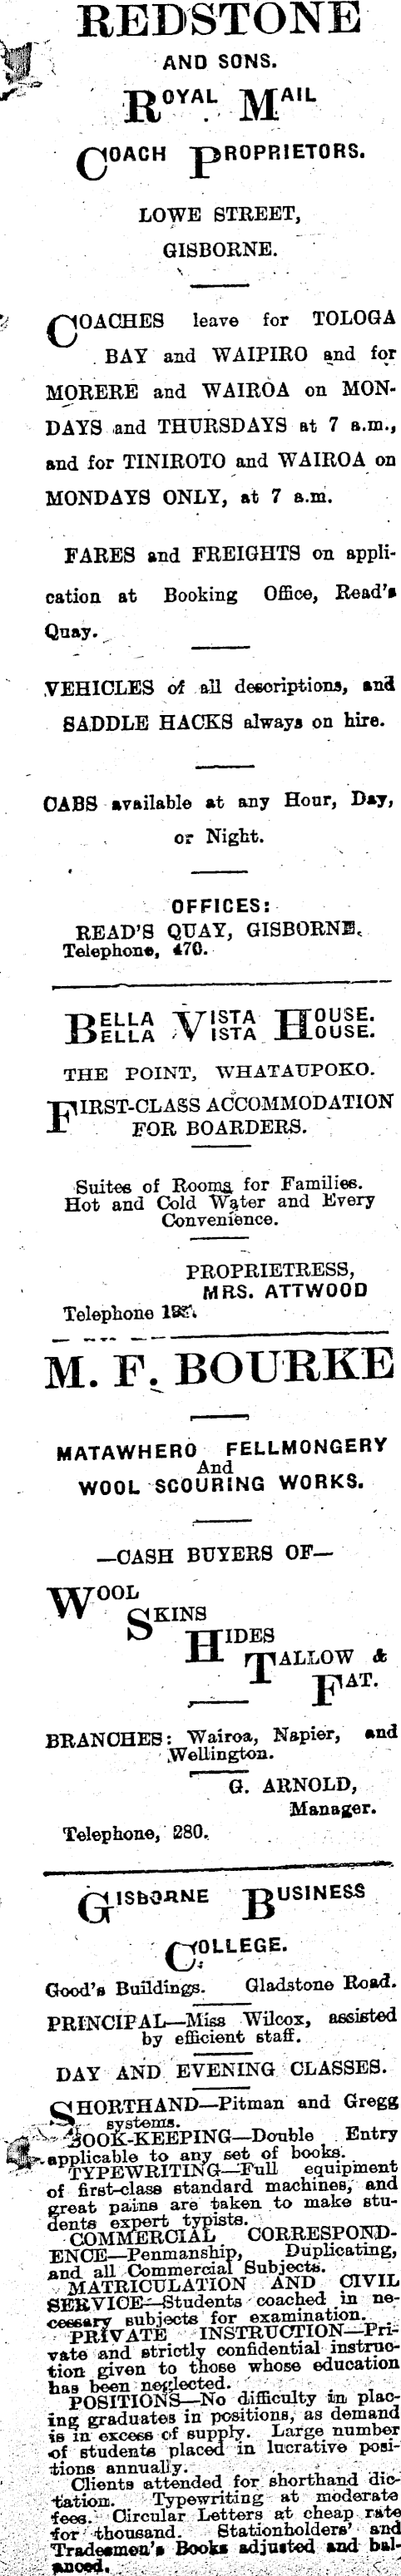 REDSTONE
AND SONS.
ROYAL MAIL
COACH PROPRIETORS.
LOWE STREET,
GISBORNE.
COACHES leave for TOLOGA
BAY and WAIPIRO and for
MORERE and WAIROA on MON-
DAYS and THURSDAYS at 7 a.m.,
and for TINIROTO and WAIROA on
MONDAYS ONLY, at 7 a.m.
FARES and FREIGHTS on appli-
cation at Booking Office, Read's
Quay.
VEHICLES of all descriptions, and
SADDLE HACKS always on hire.
CABS available at any Hour, Day,
or Night.
OFFICES:
READ'S QUAY, GISBORNE.
Telephone, 470.
BELLA VISTA HOUSE.
BELLA VISTA HOUSE.
THE POINT, WHATAUPOKO.
FIRST-CLASS ACCOMMODATION
FOR BOARDERS.
Suites of Rooms for Families.
Hot and Cold Water and Every
Convenience.
PROPRIETRESS,
MRS. ATTWOOD
Telephone
M. F. BOURKE
MATAWHERO FELLMONGERY
And
WOOL SCOURING WORKS.
—CASH BUYERS OF—
WOOL
SKINS
HIDES
TALLOW &
FAT.
BRANCHES: Wairoa, Napier, and
Wellington.
G. ARNOLD,
Manager.
Telephone, 280.
GISBORNE BUSINESS
COLLEGE.
Good's Buildings. Gladstone Road.
PRINCIPAL—Miss Wilcox, assisted
by efficient staff.
DAY AND EVENING CLASSES.
SHORTHAND—Pitman and Gregg
systems.
BOOK-KEEPING—Double Entry
applicable to any set of books.
TYPEWRITING—Full equipment
of first-class standard machines, and
great pains are taken to make stu-
dents expert typists.
COMMERCIAL CORRESPOND-
ENCE—Penmanship, Duplicating,
and all Commercial Subjects.
MATRICULATION AND CIVIL
SERVICE—Students coached in ne-
cessary subjects for examination.
PRIVATE INSTRUCTION—Pri-
vate and strictly confidential instruc-
tion given to those whose education
has been neglected.
POSITIONS—No difficulty in plac-
ing graduates in positions, as demand
is in excess of supply. Large number
of students placed in lucrative posi-
tions annually.
Clients attended for shorthand dic-
tation. Typewriting at moderate
fees. Circular Letters at cheap rate
for thousand. Stationholders' and
Tradesmen's Books adjusted and bal-
anced.